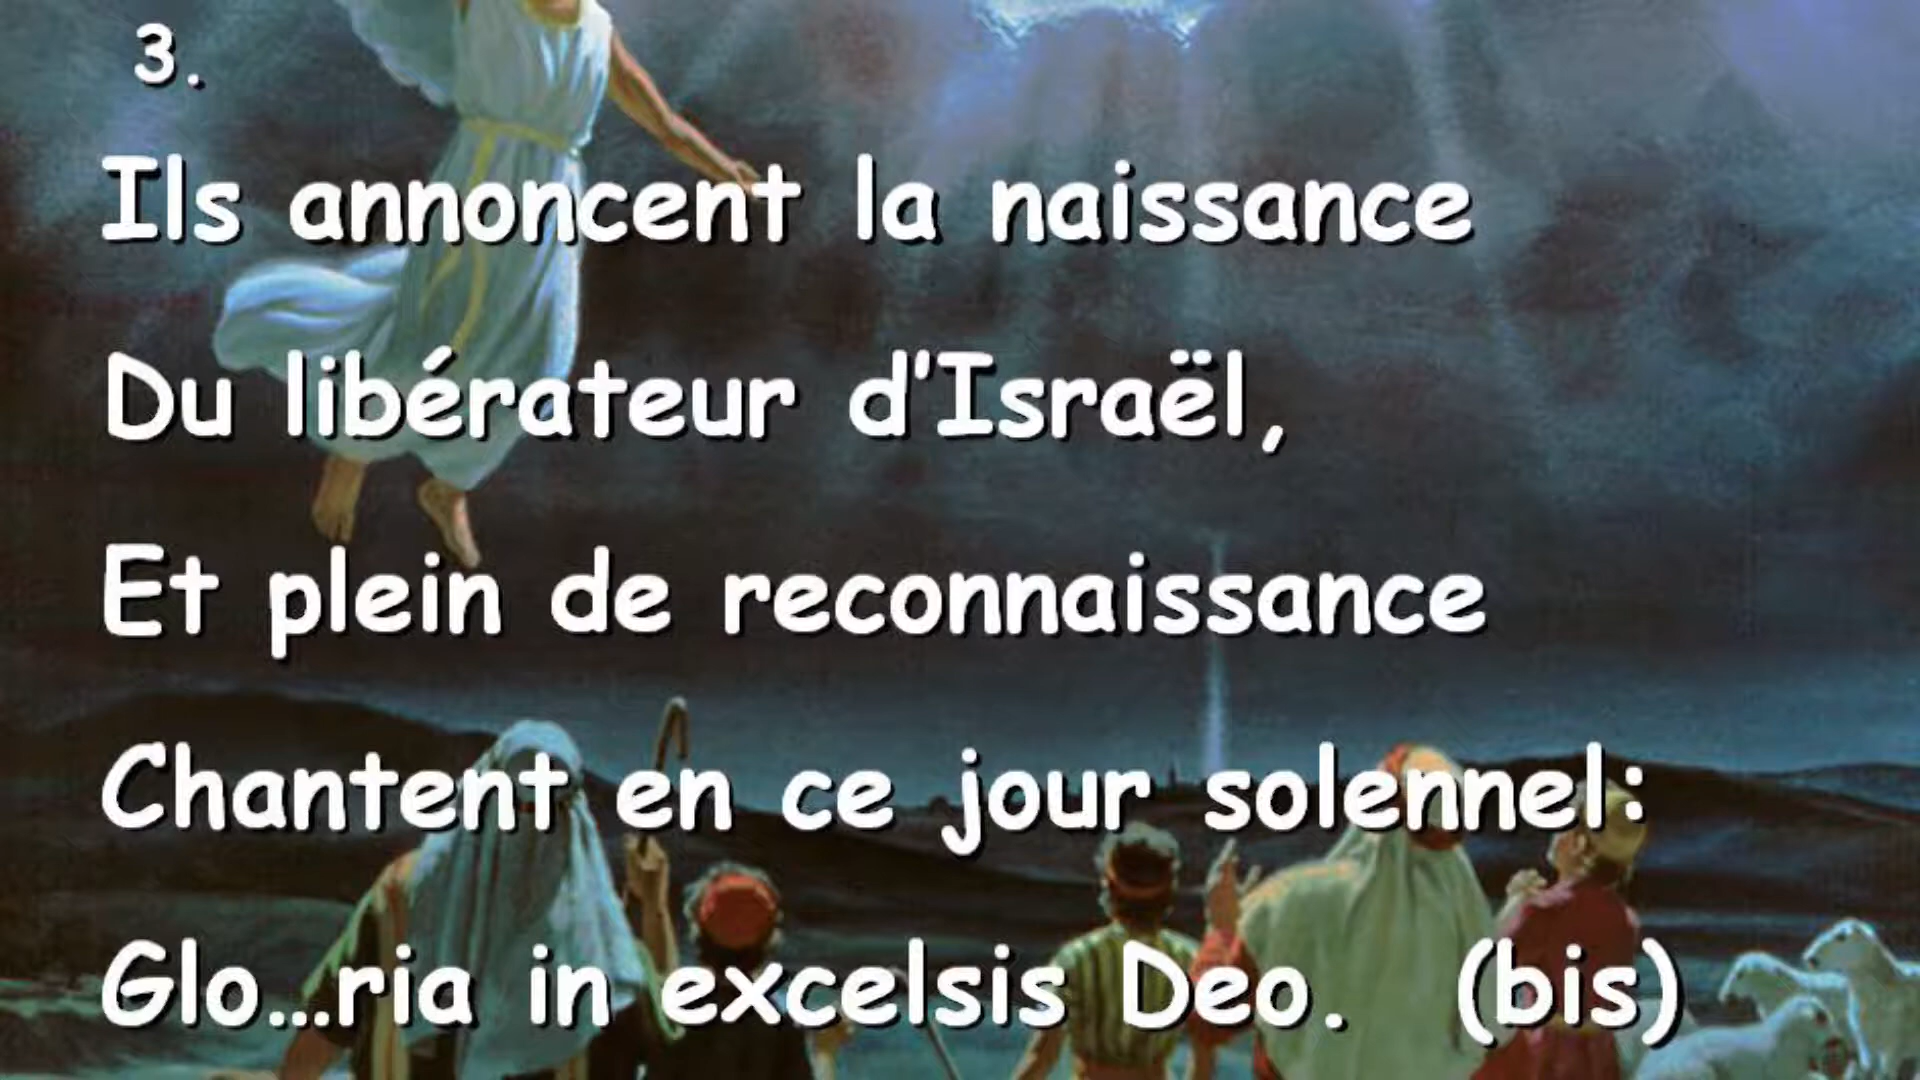 3.
Ils annoncent la naissance
Du libérateur d'Israël,
Et plein de reconnaissance
Chantent en ce jour solennel:
Glo...ria in excelsis Deo. (bis)